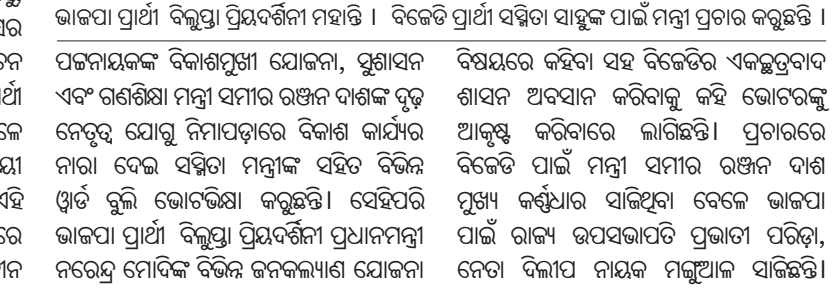 ଭାଜପା ପ୍ରାର୍ଥୀ ବିଲୁପ୍ତା ପ୍ରିୟଦର୍ଶିନୀ ମହାନ୍ତି । ବିଜେଡି ପ୍ରାର୍ଥୀ ସସ୍ମିତା ସାହୁଙ୍କ ପାଇଁ ମନ୍ତ୍ରୀ ପ୍ରଚାର କରୁଛନ୍ତି ।
ପଟ୍ଟନାୟକଙ୍କ ବିକାଶମୁଖୀ ଯୋଜନା, ସୁଶାସନ
ଏବଂ ଗଣଶିକ୍ଷା ମନ୍ତ୍ରୀ ସମୀର ରଞ୍ଜନ ଦାଶଙ୍କ ଦୃଢ଼
ନେତୃତ୍ୱ ଯୋଗୁ ନିମାପଡ଼ାରେ ବିକାଶ କାର୍ଯ୍ୟର
ନାରା ଦେଇ ସସ୍ମିତା ମନ୍ତ୍ରୀଙ୍କ ସହିତ ବିଭିନ୍ନ
ୱାର୍ଡ ବୁଲି ଭୋଟଭିକ୍ଷା କରୁଛନ୍ତି। ସେହିପରି
ଭାଜପା ପ୍ରାର୍ଥୀ ବିଲୁପ୍ତା ପ୍ରିୟଦର୍ଶିନୀ ପ୍ରଧାନମନ୍ତ୍ରୀ
ନରେନ୍ଦ୍ର ମୋଦିଙ୍କ ବିଭିନ୍ନ ଜନକଲ୍ୟାଣ ଯୋଜନା
ବିଷୟରେ କହିବା ସହ ବିଜେଡିର ଏକଚ୍ଛତ୍ରବାଦ
ଶାସନ ଅବସାନ କରିବାକୁ କହି ଭୋଟରଙ୍କୁ
ଆକୃଷ୍ଟ କରିବାରେ ଲାଗିଛନ୍ତି। ପ୍ରଚାରରେ
ବିଜେଡି ପାଇଁ ମନ୍ତ୍ରୀ ସମୀର ରଞ୍ଜନ ଦାଶ
ମୁଖ୍ୟ କର୍ଣ୍ଣଧାର ସାଜିଥିବା ବେଳେ ଭାଜପା
ପାଇଁ ରାଜ୍ୟ ଉପସଭାପତି ପ୍ରଭାତୀ ପରିଡ଼ା,
ନେତା ଦିଲୀପ ନାୟକ ମଙ୍ଗୁଆଳ ସାଜିଛନ୍ତି।